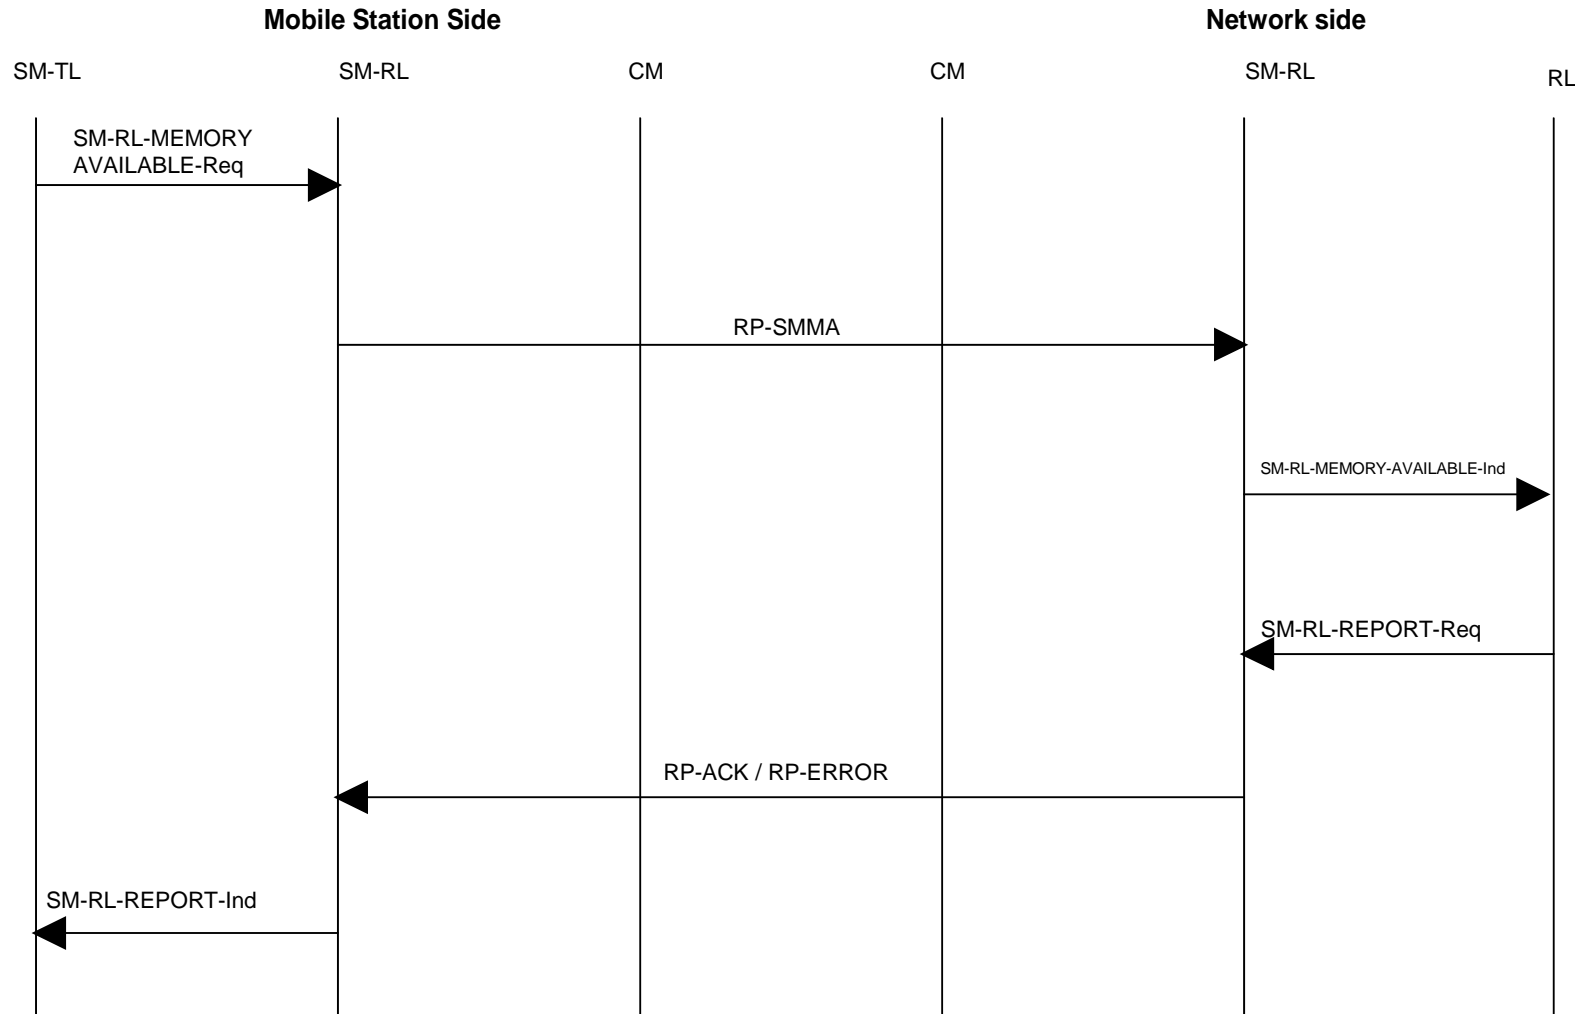 Mobile Station Side
Network side
SM-TL
SM-RL
CM
CM
SM-RL
RL
SM-RL-MEMORY
AVAILABLE-Req
RP-SMMA
SM-RL-MEMORY-AVAILABLE-Ind
SM-RL-REPORT-Req
RP-ACK / RP-ERROR
SM-RL-REPORT-Ind